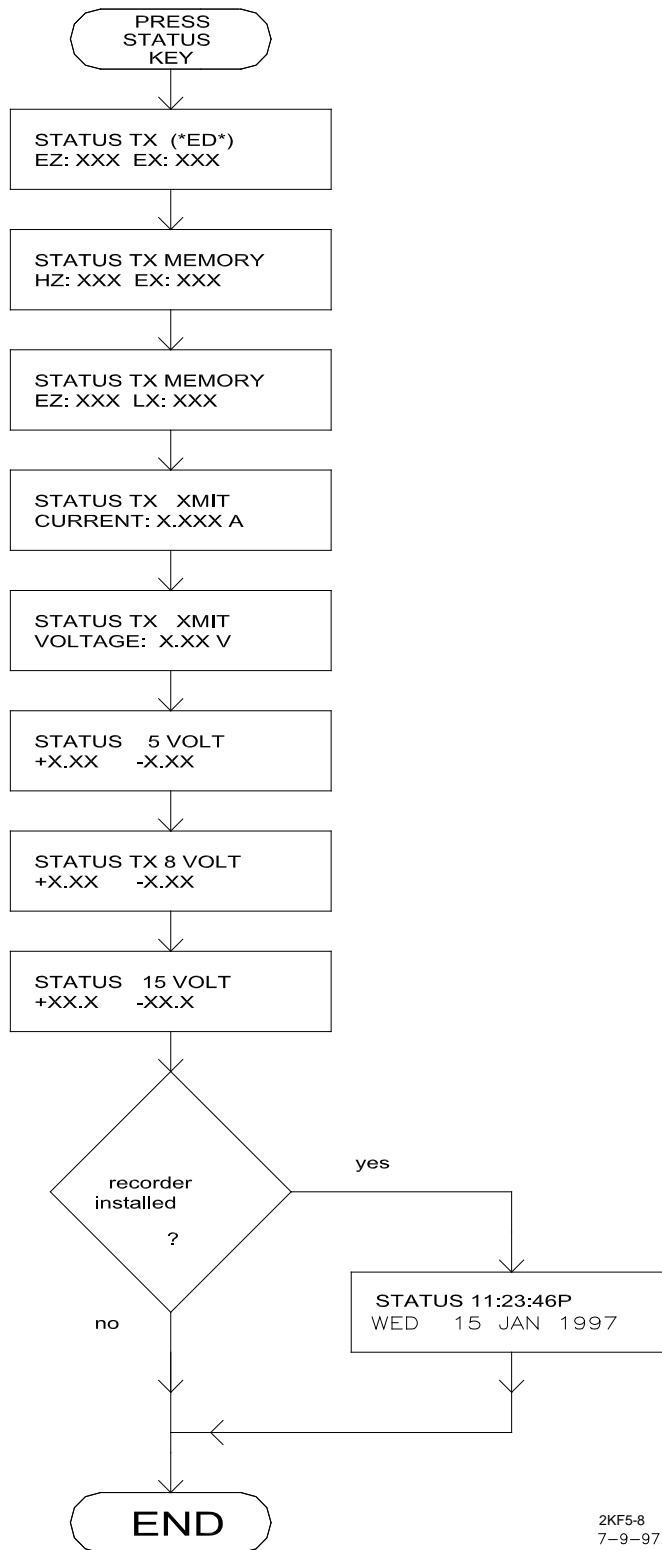 PRESS
STATUS
KEY
STATUS TX (*ED*)
EZ: XXX EX: XXX
STATUS TX MEMORY
HZ: XXX EX: XXX
STATUS TX MEMORY
EZ: XXX LX: XXX
STATUS TX XMIT
CURRENT: X.XXX A
STATUS TX XMIT
VOLTAGE: X.XX V
STATUS 5 VOLT
+X.XX -X.XX
STATUS TX 8 VOLT
+X.XX -X.XX
STATUS 15 VOLT
+XX.X -XX.X
recorder
installed
?
yes
STATUS 11:23:46P
WED 15 JAN 1997
no
END
2KF5-8
7-9-97